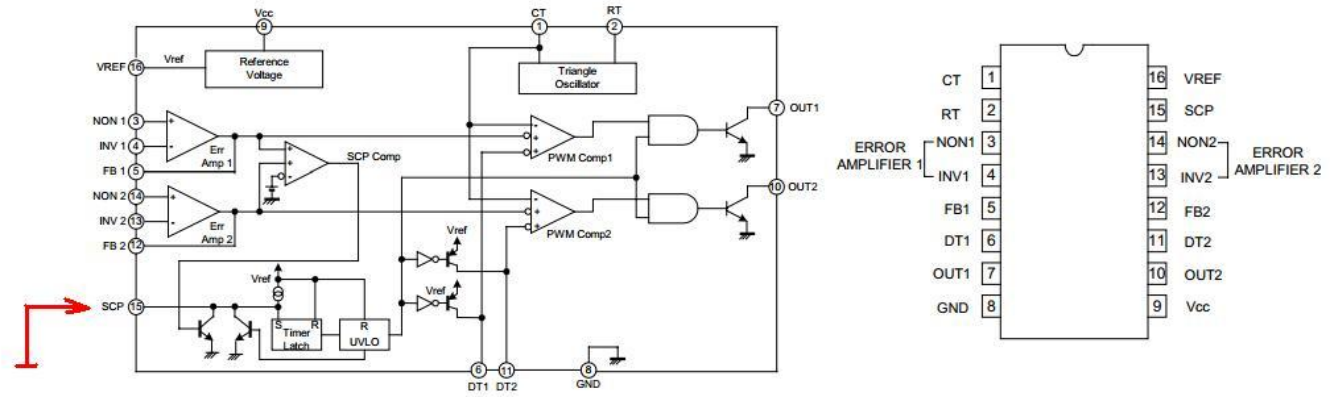 Vcc
9
CT
1
RT
2
VREF 16
Vref
Reference
Voltage
Triangle
Oscillator
NON 1 3
INV 1 4
FB 1 5
+
-
Err
Amp 1
SCP Comp
+
+
-
NON 2 14
INV 2 13
FB 2 12
+
-
Err
Amp 2
-
+
PWM Comp1
-
+
+
PWM Comp2
7 OUT1
10 OUT2
SCP 15
Vref
S R
Timer
Latch
R
UVLO
Vref
Vref
6
DT1
11
DT2
8
GND
CT 1
RT 2
ERROR
AMPLIFIER 1
NON1 3
INV1 4
FB1 5
DT1 6
OUT1 7
GND 8
16 VREF
15 SCP
14 NON2
13 INV2
ERROR
AMPLIFIER 2
12 FB2
11 DT2
10 OUT2
9 Vcc